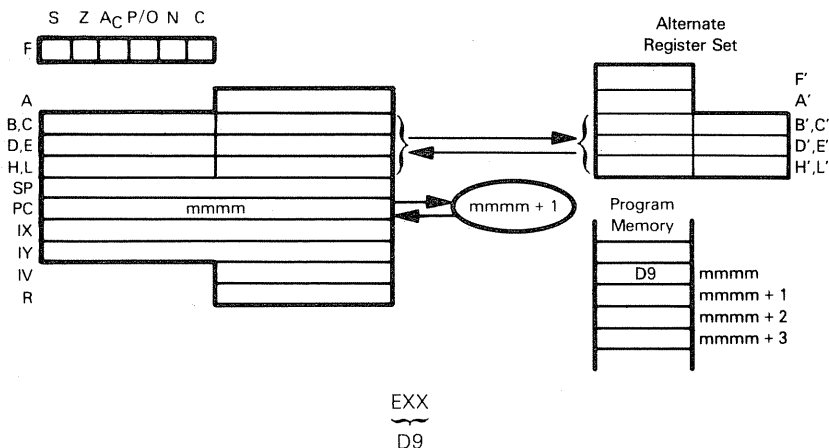 S Z AC P/O N C
F
Alternate
Register Set
F'
A A'
B,C B',C'
D,E D',E'
H,L H',L'
SP
PC mmmm mmmm + 1
IX
IY
IV
R
Program
Memory
D9 mmmm
mmmm + 1
mmmm + 2
mmmm + 3
EXX
D9